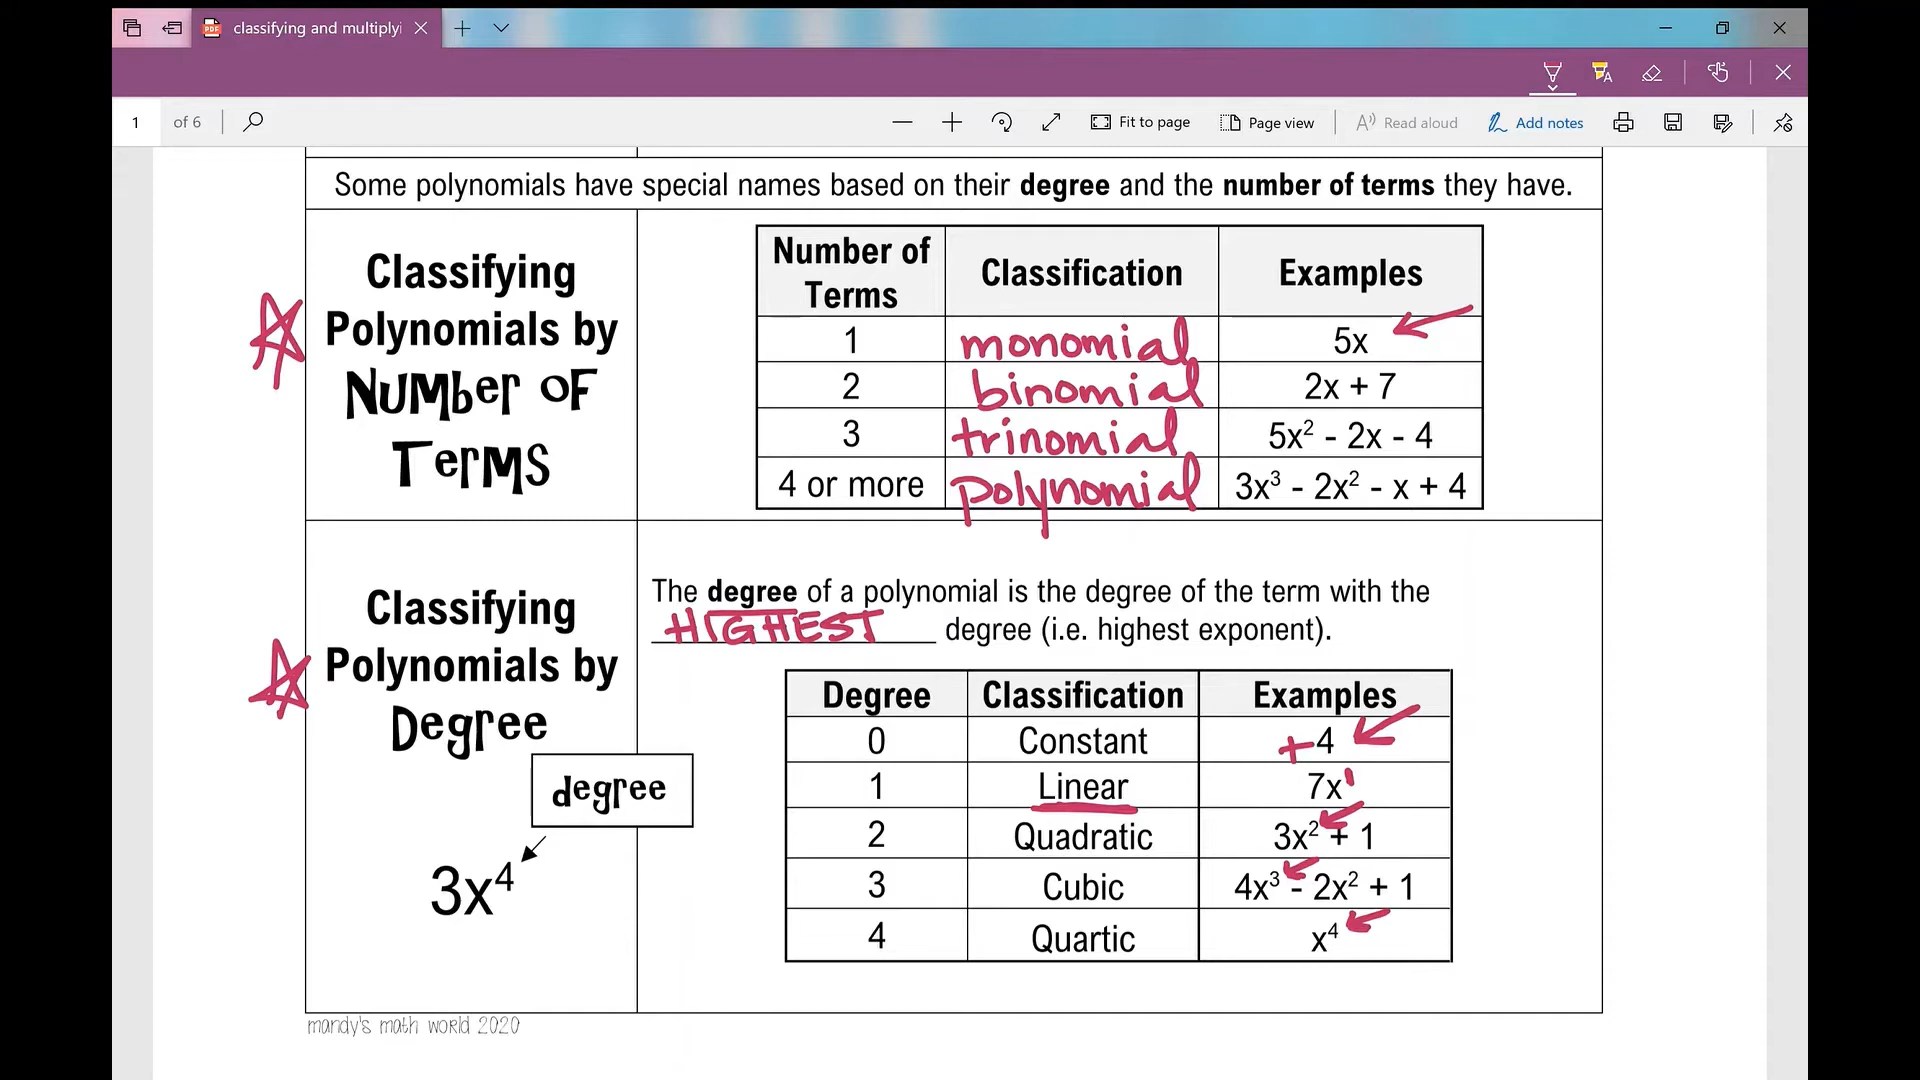 classifying and multiplyi
1 of 6
Fit to page
Page view
Read aloud
Add notes
Some polynomials have special names based on their degree and the number of terms they have.
Classifying
Polynomials by
Number of
Terms
Number of Terms Classification Examples
1 monomial 5x
2 binomial 2x + 7
3 trinomial 5x² - 2x - 4
4 or more polynomial 3x³ - 2x² - x + 4
Classifying
Polynomials by
Degree
degree
3x⁴
The degree of a polynomial is the degree of the term with the
HIGHEST degree (i.e. highest exponent).
Degree Classification Examples
0 Constant +4
1 Linear 7x¹
2 Quadratic 3x² + 1
3 Cubic 4x³ - 2x² + 1
4 Quartic x⁴
mandy's math world 2020